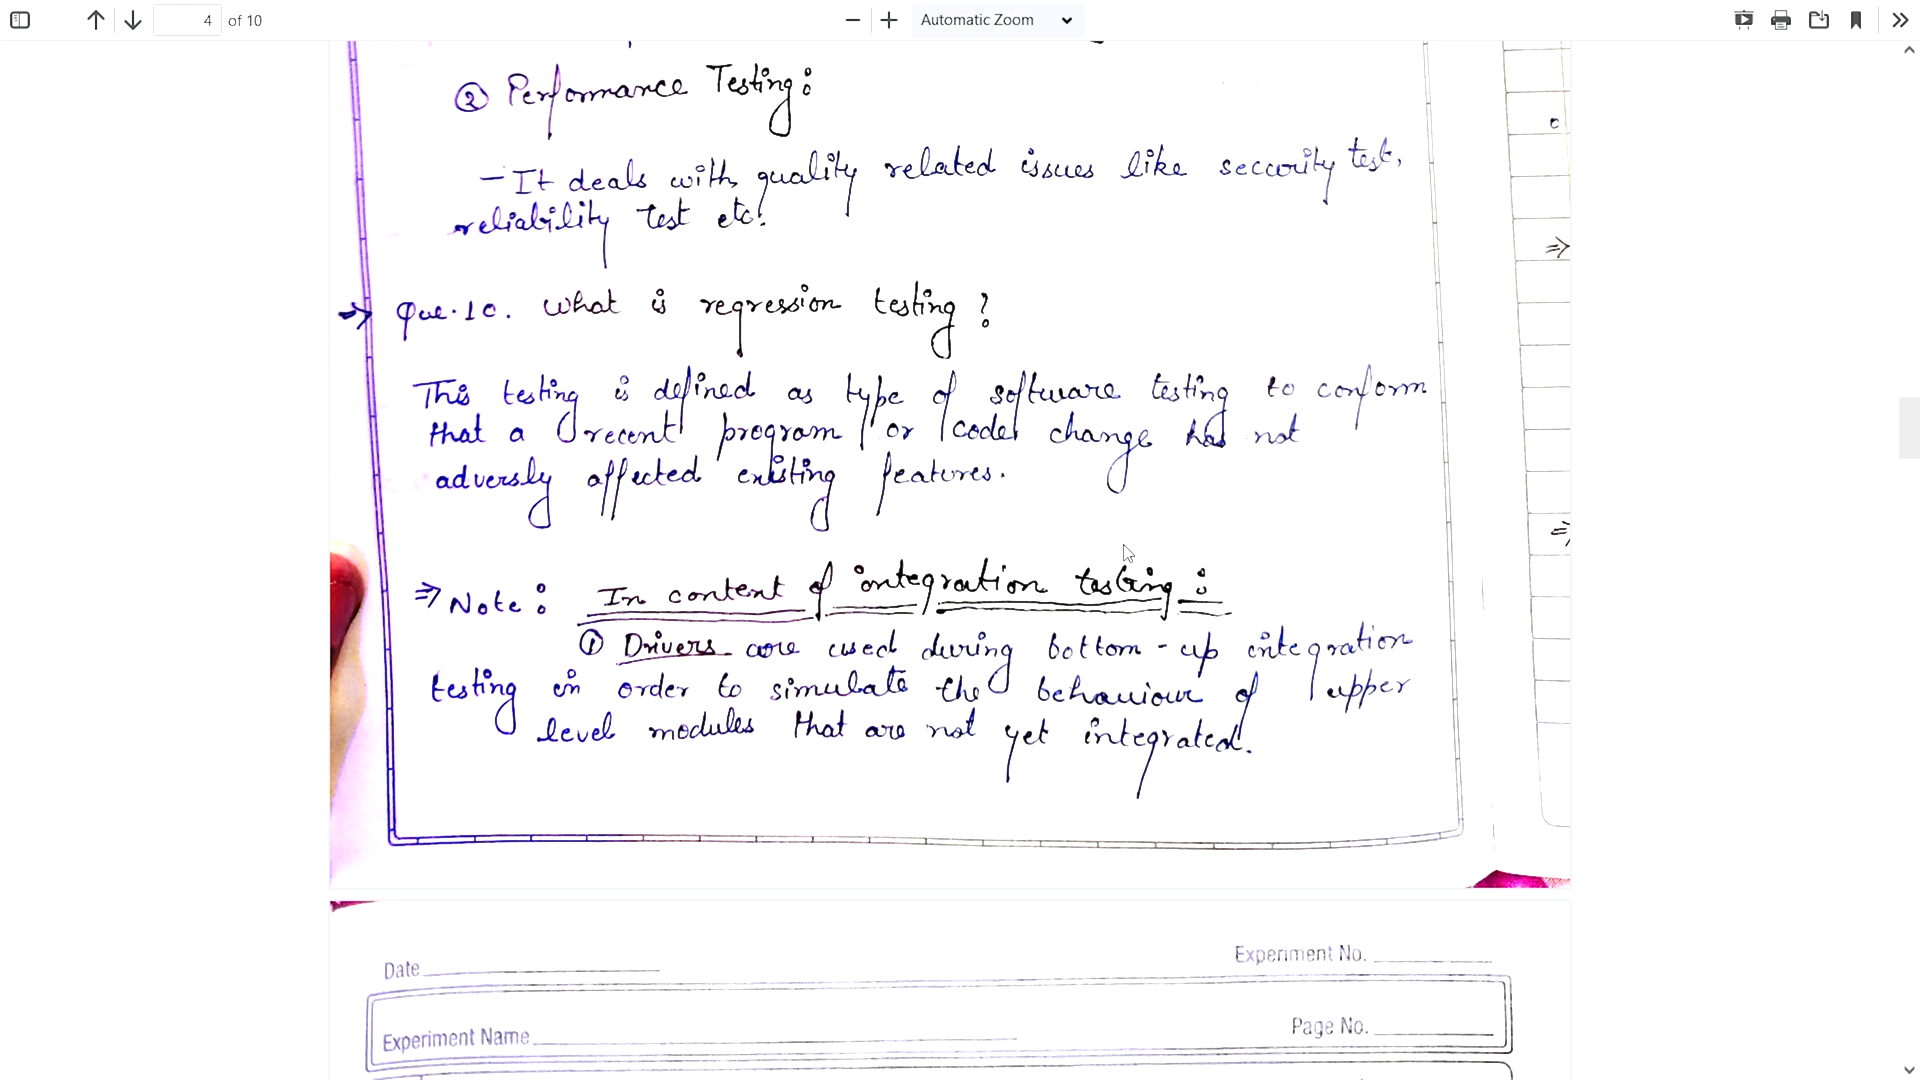 4 of 10 Automatic Zoom
② Performance Testing:
- It deals with quality related issues like seccority test,
reliability test etc.
⇒ Que.10. What is regression testing?
This testing is defined as type of software testing to conform
that a recent program or code change has not
adversly affected existing features.
⇒ Note: In content of integration testing:
① Drivers are used during bottom-up integration
testing in order to simulate the behaviour of upper
level modules that are not yet integrated.
Date
Experiment No.
Experiment Name
Page No.